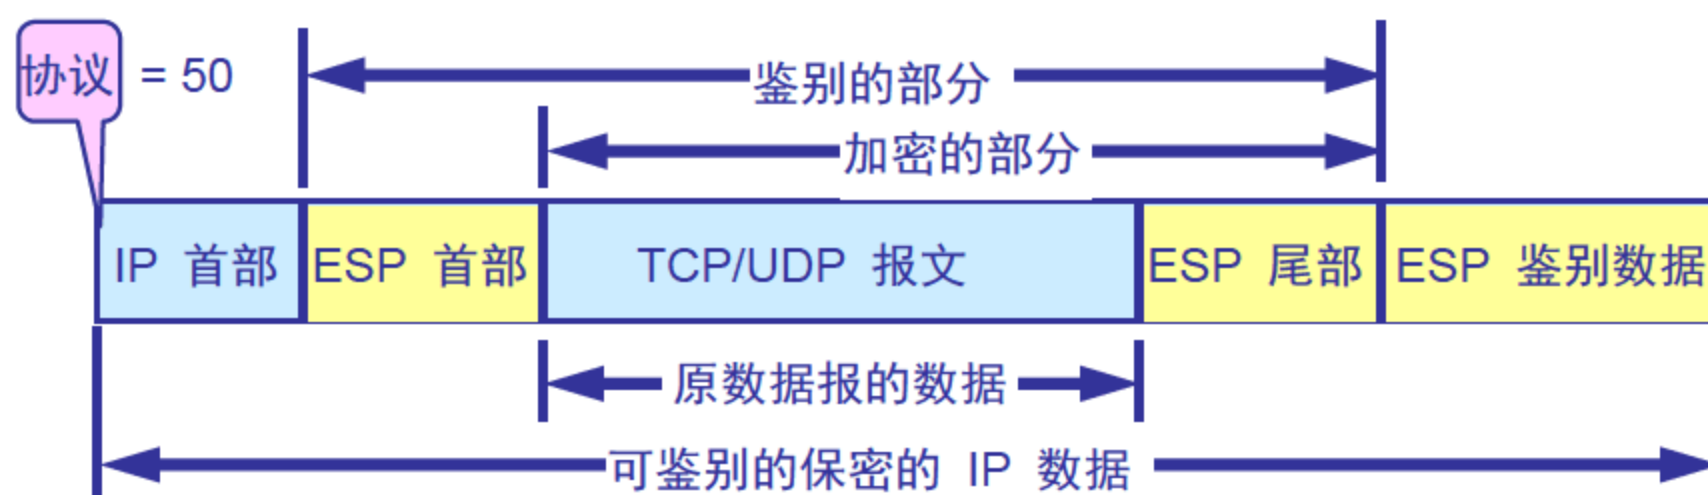 协议 = 50
鉴别的部分
加密的部分
IP 首部 ESP 首部 TCP/UDP 报文 ESP 尾部 ESP 鉴别数据
原数据报的数据
可鉴别的保密的 IP 数据